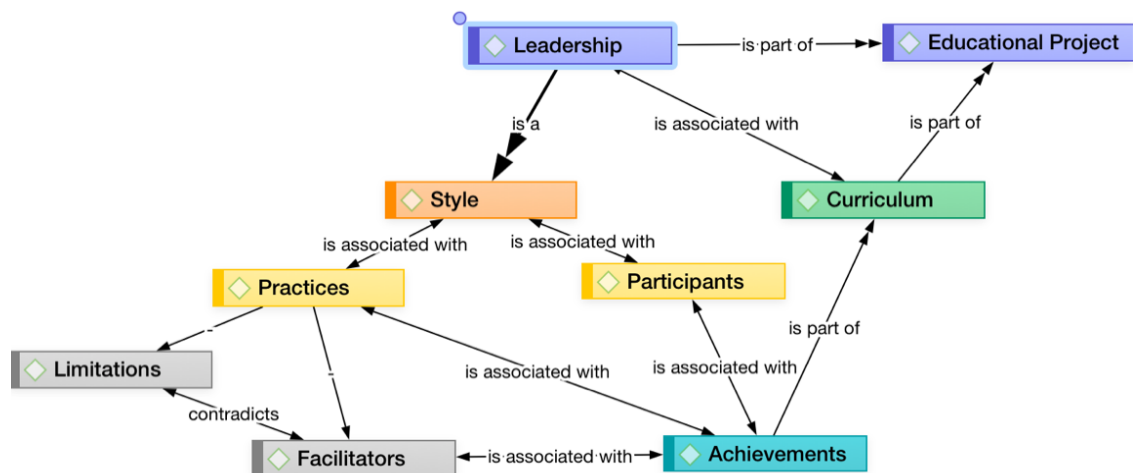 Leadership
is part of
Educational Project
is a
is associated with
is part of
Style
Curriculum
is associated with
is associated with
Practices
Participants
-
is part of
Limitations
-
is associated with
is associated with
contradicts
Facilitators
is associated with
Achievements